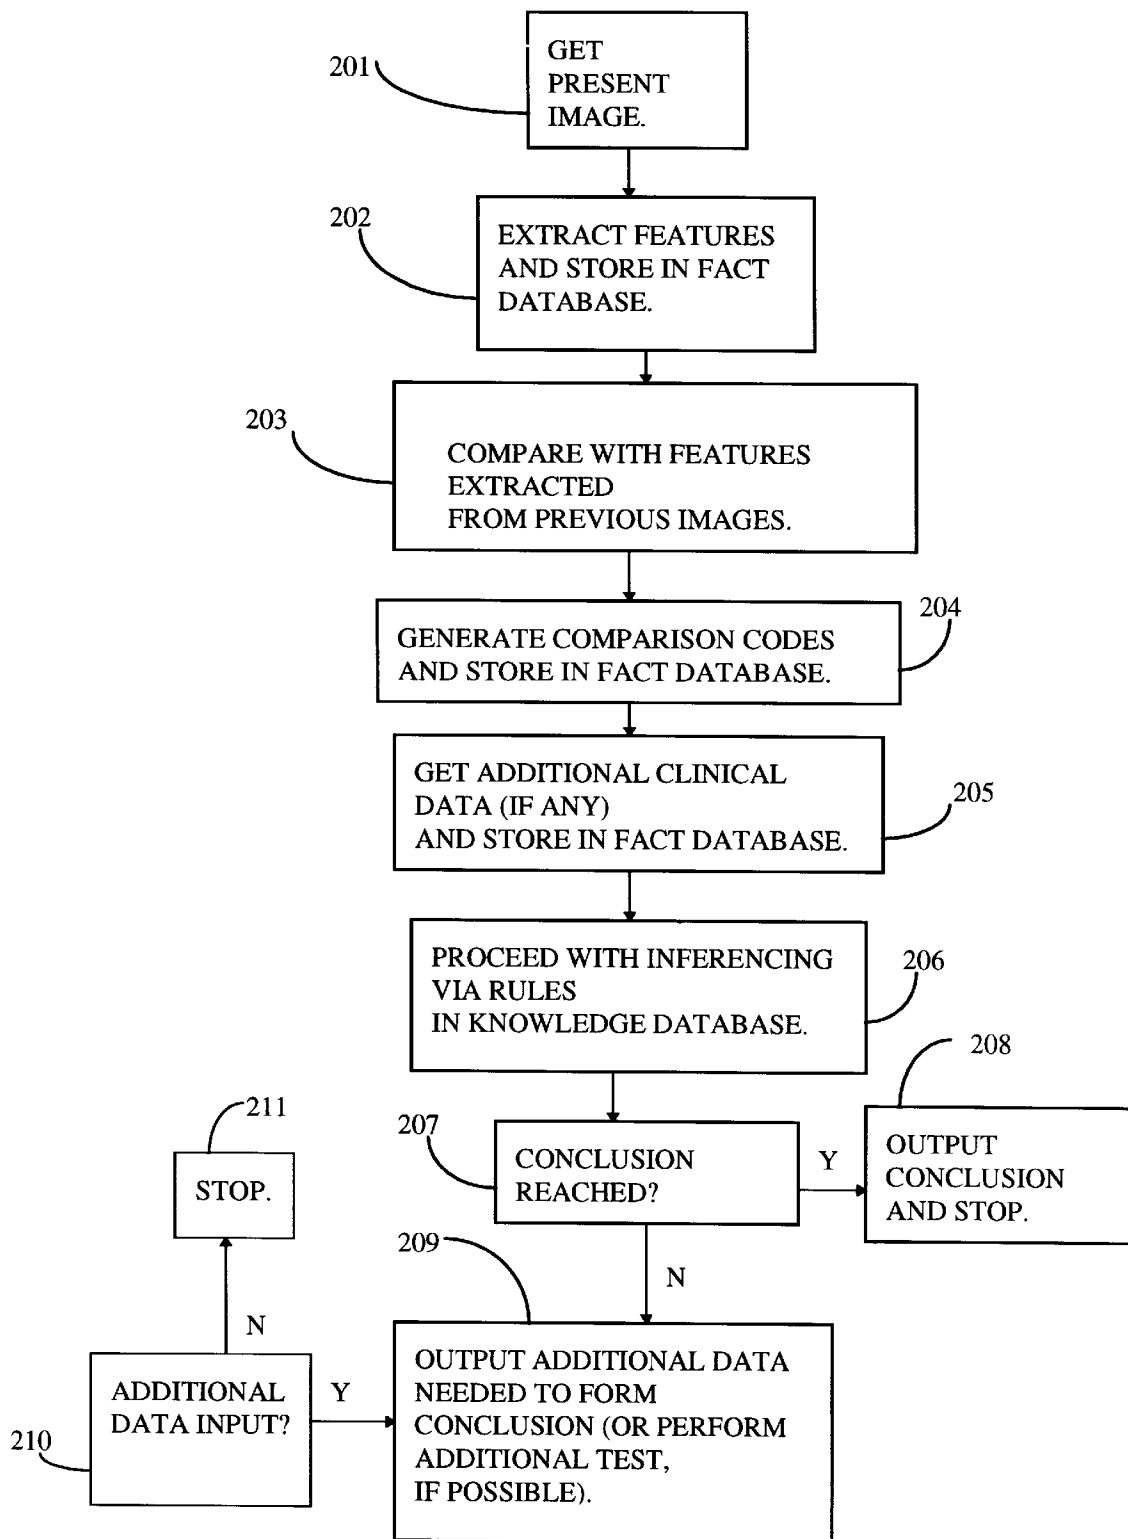 201
GET
PRESENT
IMAGE.
202
EXTRACT FEATURES
AND STORE IN FACT
DATABASE.
203
COMPARE WITH FEATURES
EXTRACTED
FROM PREVIOUS IMAGES.
204
GENERATE COMPARISON CODES
AND STORE IN FACT DATABASE.
GET ADDITIONAL CLINICAL
DATA (IF ANY)
AND STORE IN FACT DATABASE.
205
PROCEED WITH INFERENCING
VIA RULES
IN KNOWLEDGE DATABASE.
206
207
CONCLUSION
REACHED?
Y
208
OUTPUT
CONCLUSION
AND STOP.
211
STOP.
N
209
N
ADDITIONAL
DATA INPUT?
210
Y
OUTPUT ADDITIONAL DATA
NEEDED TO FORM
CONCLUSION (OR PERFORM
ADDITIONAL TEST,
IF POSSIBLE).